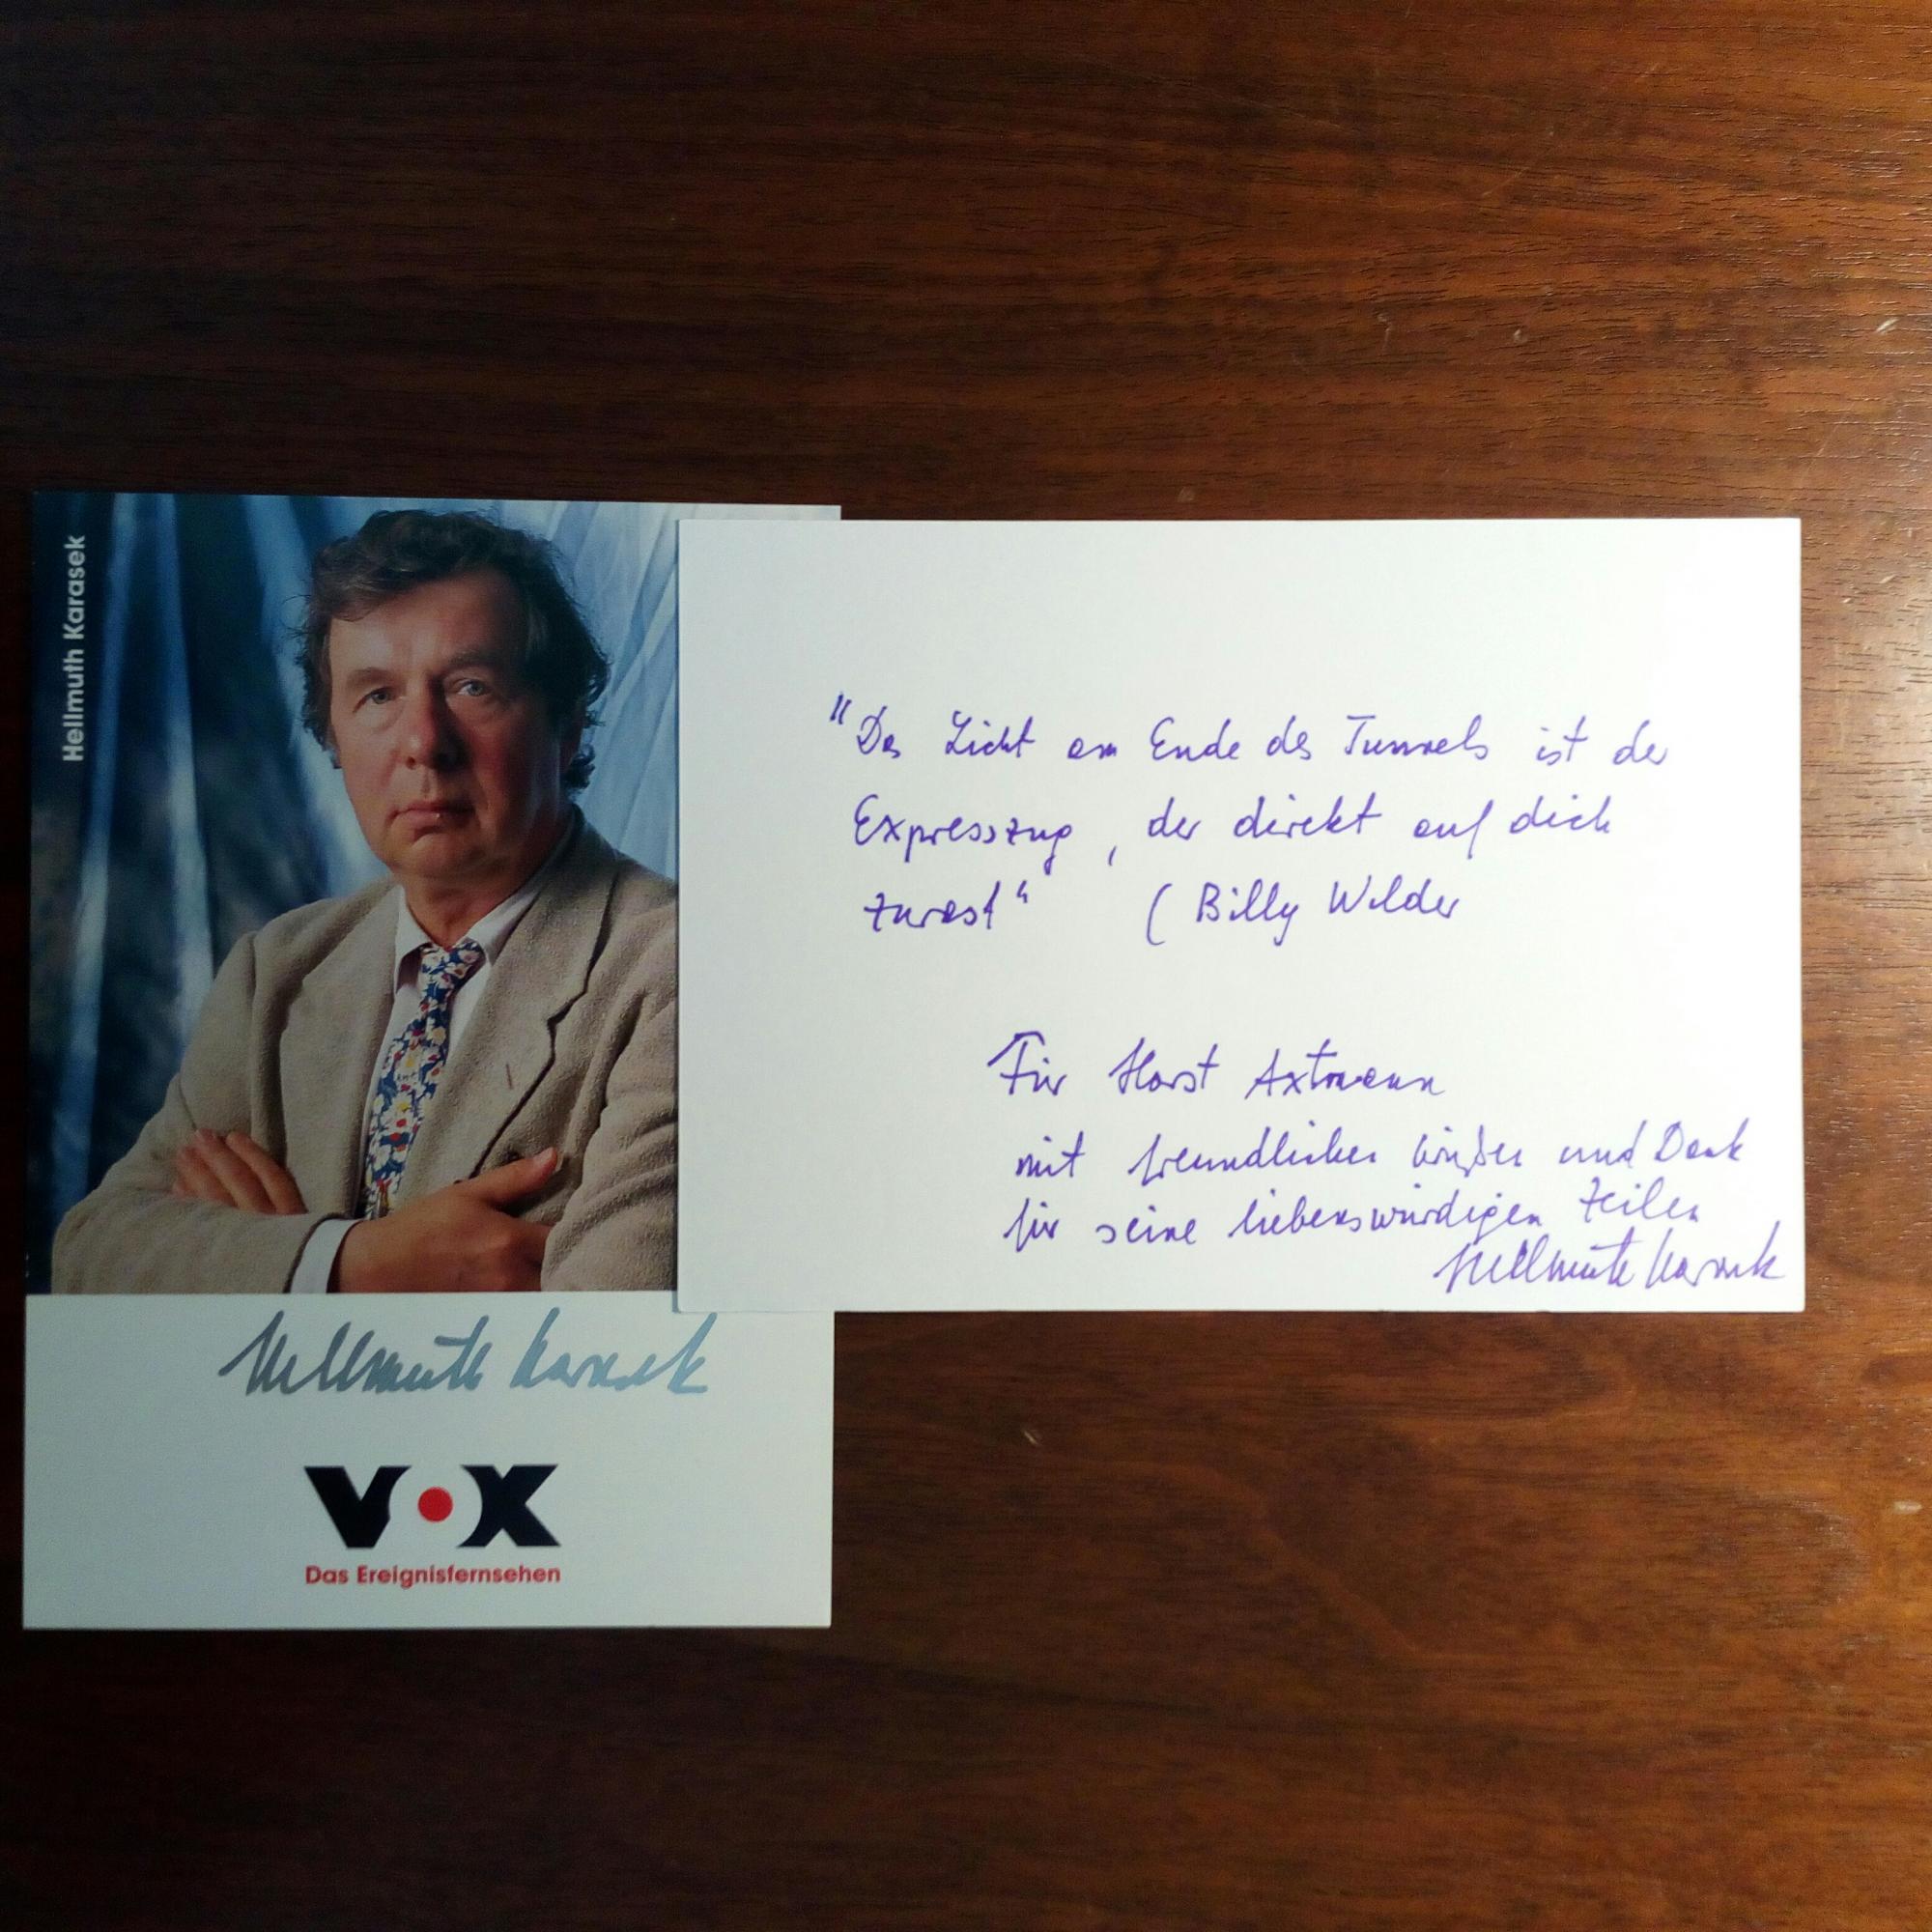 Hellmuth Karasek
Hellmuth Karasek
VOX
Das Ereignisfernsehen
"Das Licht am Ende des Tunnels ist der
Expresszug, der direkt auf dich
zurast" (Billy Wilder
Für Horst Axtmann
mit freundlichen Grüßen und Dank
für seine liebenswürdigen Zeilen
Hellmuth Karasek